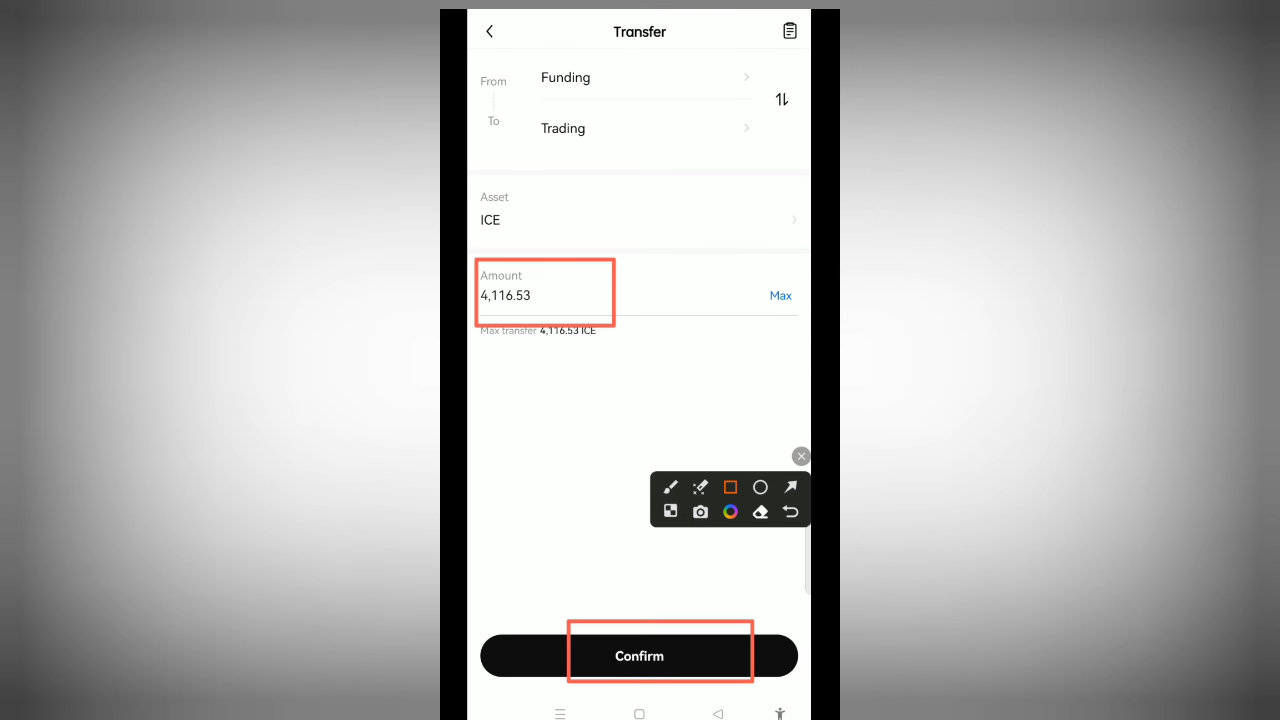 Transfer
From
Funding
To
Trading
Asset
ICE
Amount
4,116.53
Max
Max transfer 4,116.53 ICE
Confirm